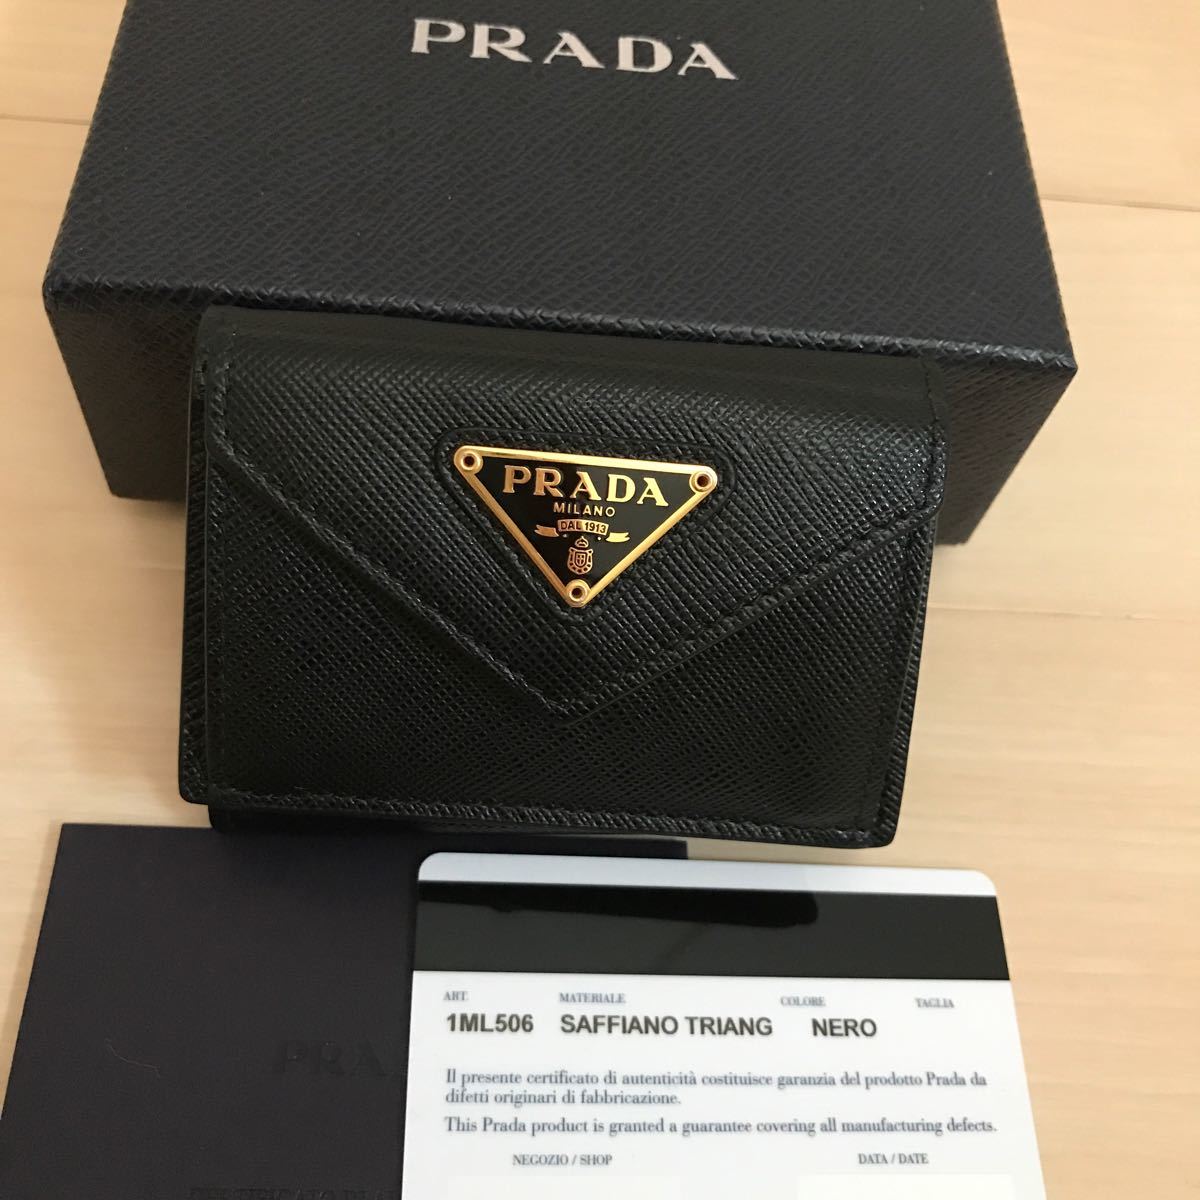 PRADA
PRADA
MILANO
DAL 1913
PRA
ART. MATERIALE COLORE TAGLIA
1ML506 SAFFIANO TRIANG NERO
Il presente certificato di autenticità costituisce garanzia del prodotto Prada da
difetti originari di fabbricazione.
This Prada product is granted a guarantee covering all manufacturing defects.
NEGOZIO / SHOP DATA / DATE